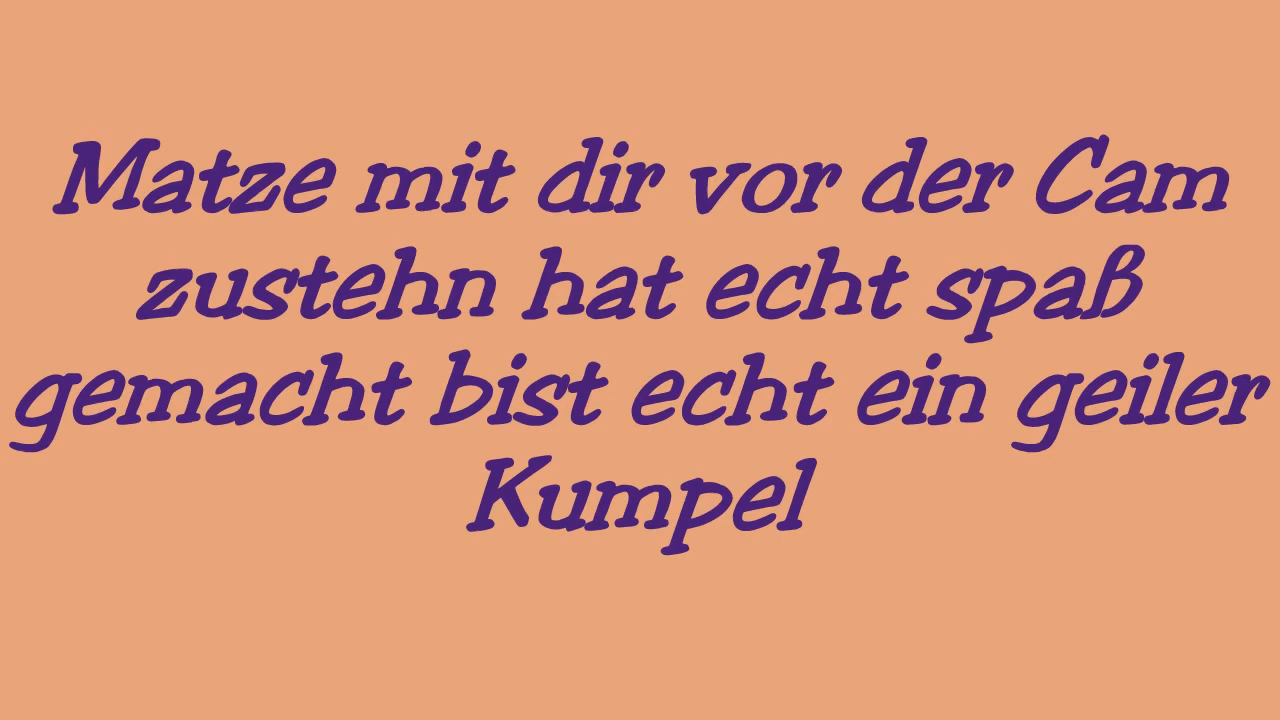 Matze mit dir vor der Cam
zustehn hat echt spaß
gemacht bist echt ein geiler
Kumpel